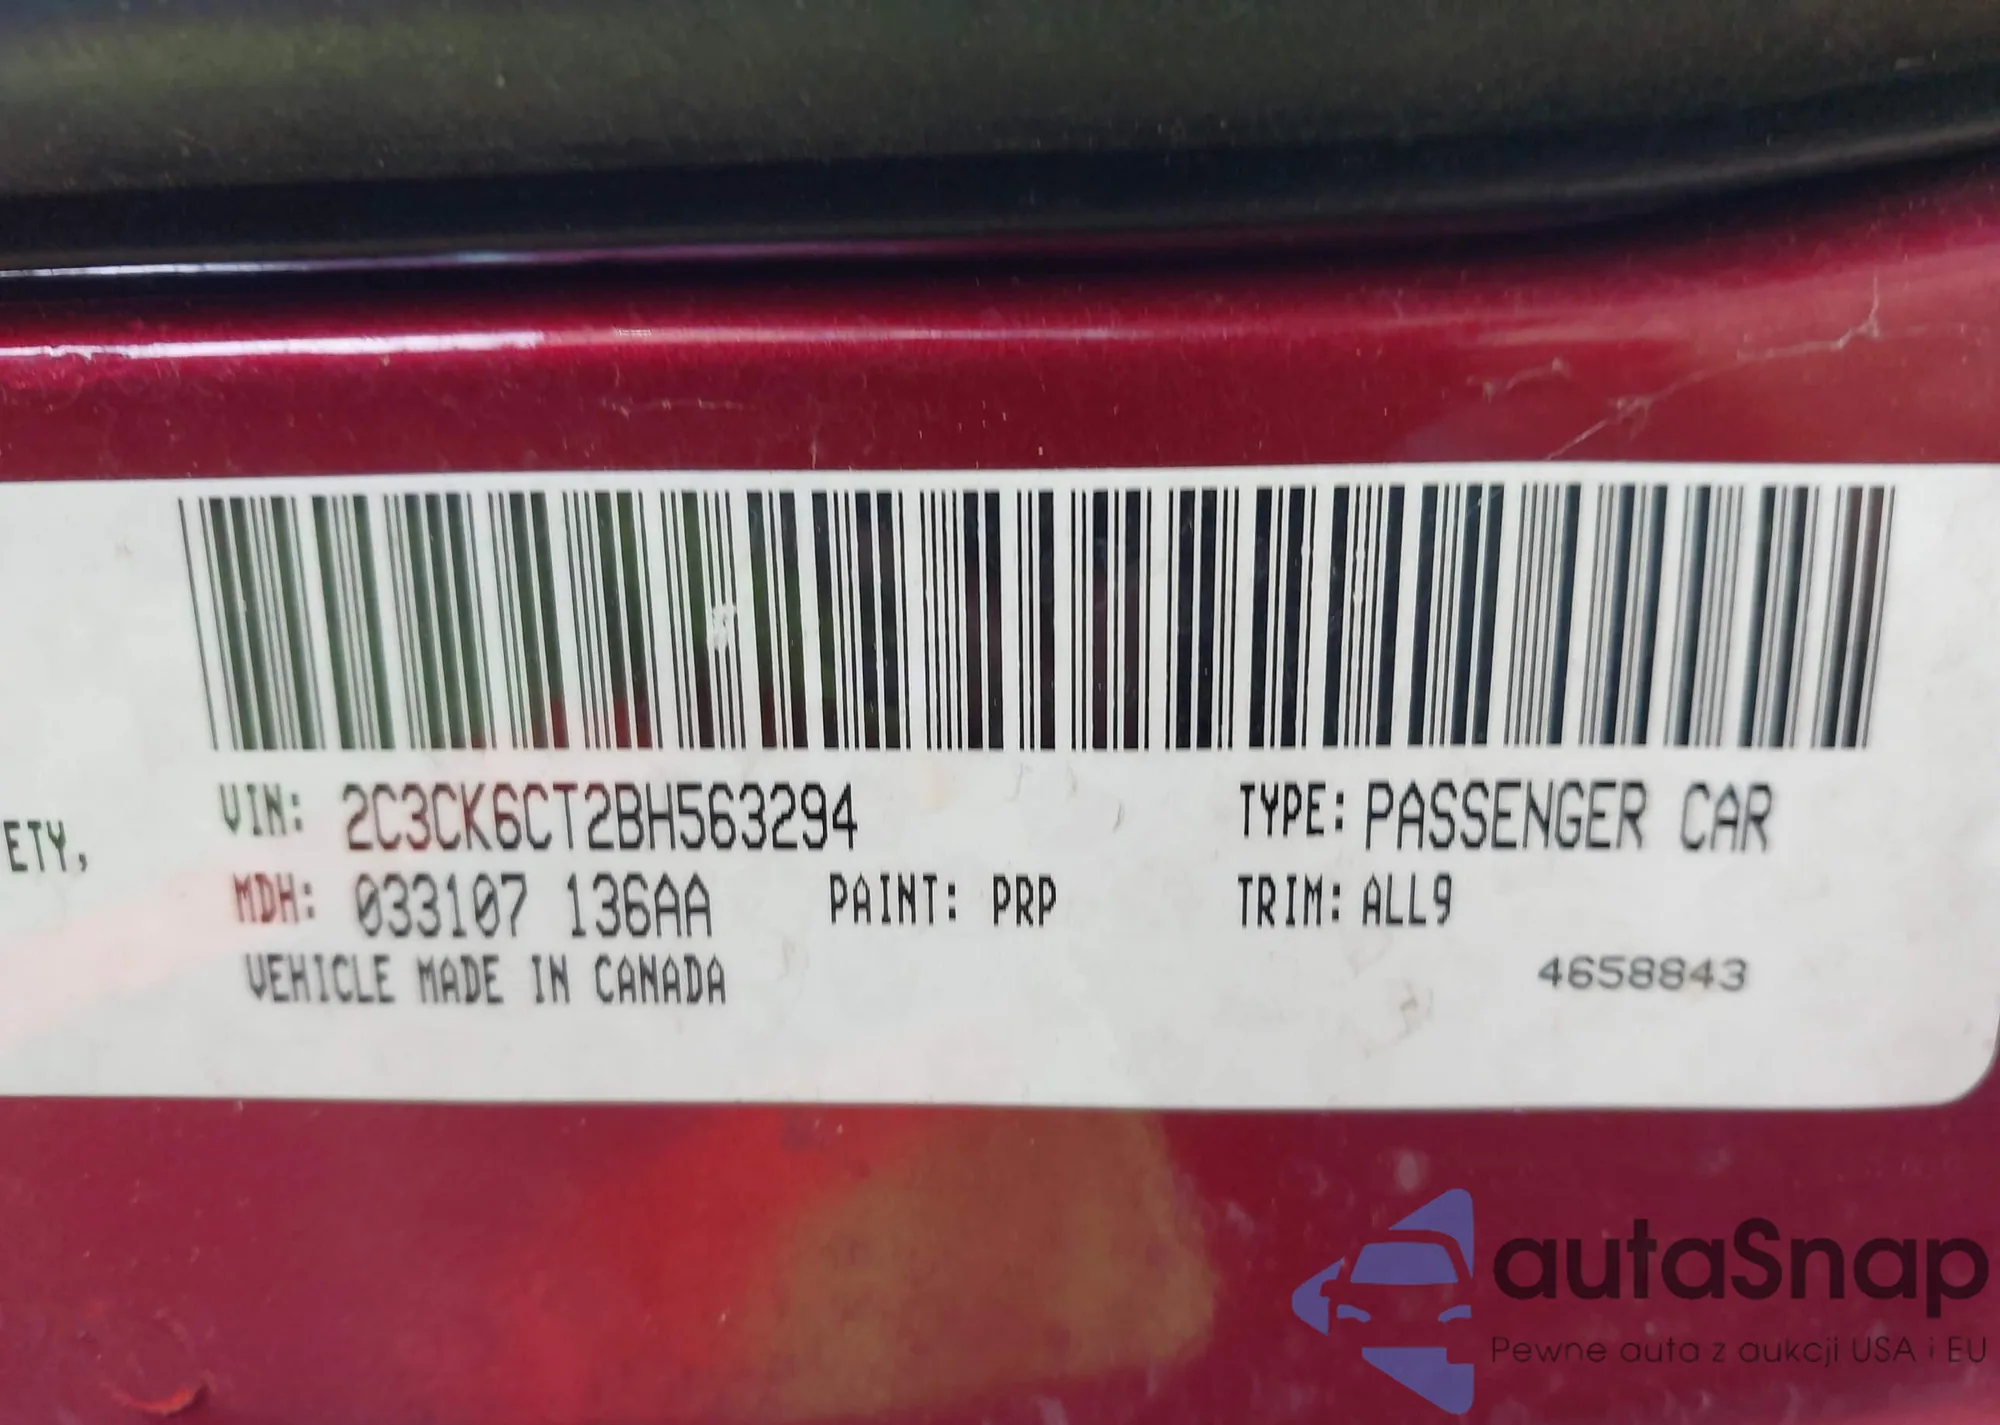 ETY,
VIN: 2C3CK6CT2BH563294
TYPE: PASSENGER CAR
MDH: 033107 136AA
PAINT: PRP
TRIM: ALL9
VEHICLE MADE IN CANADA
4658843
autaSnap
Pewne auta z aukcji USA i EU